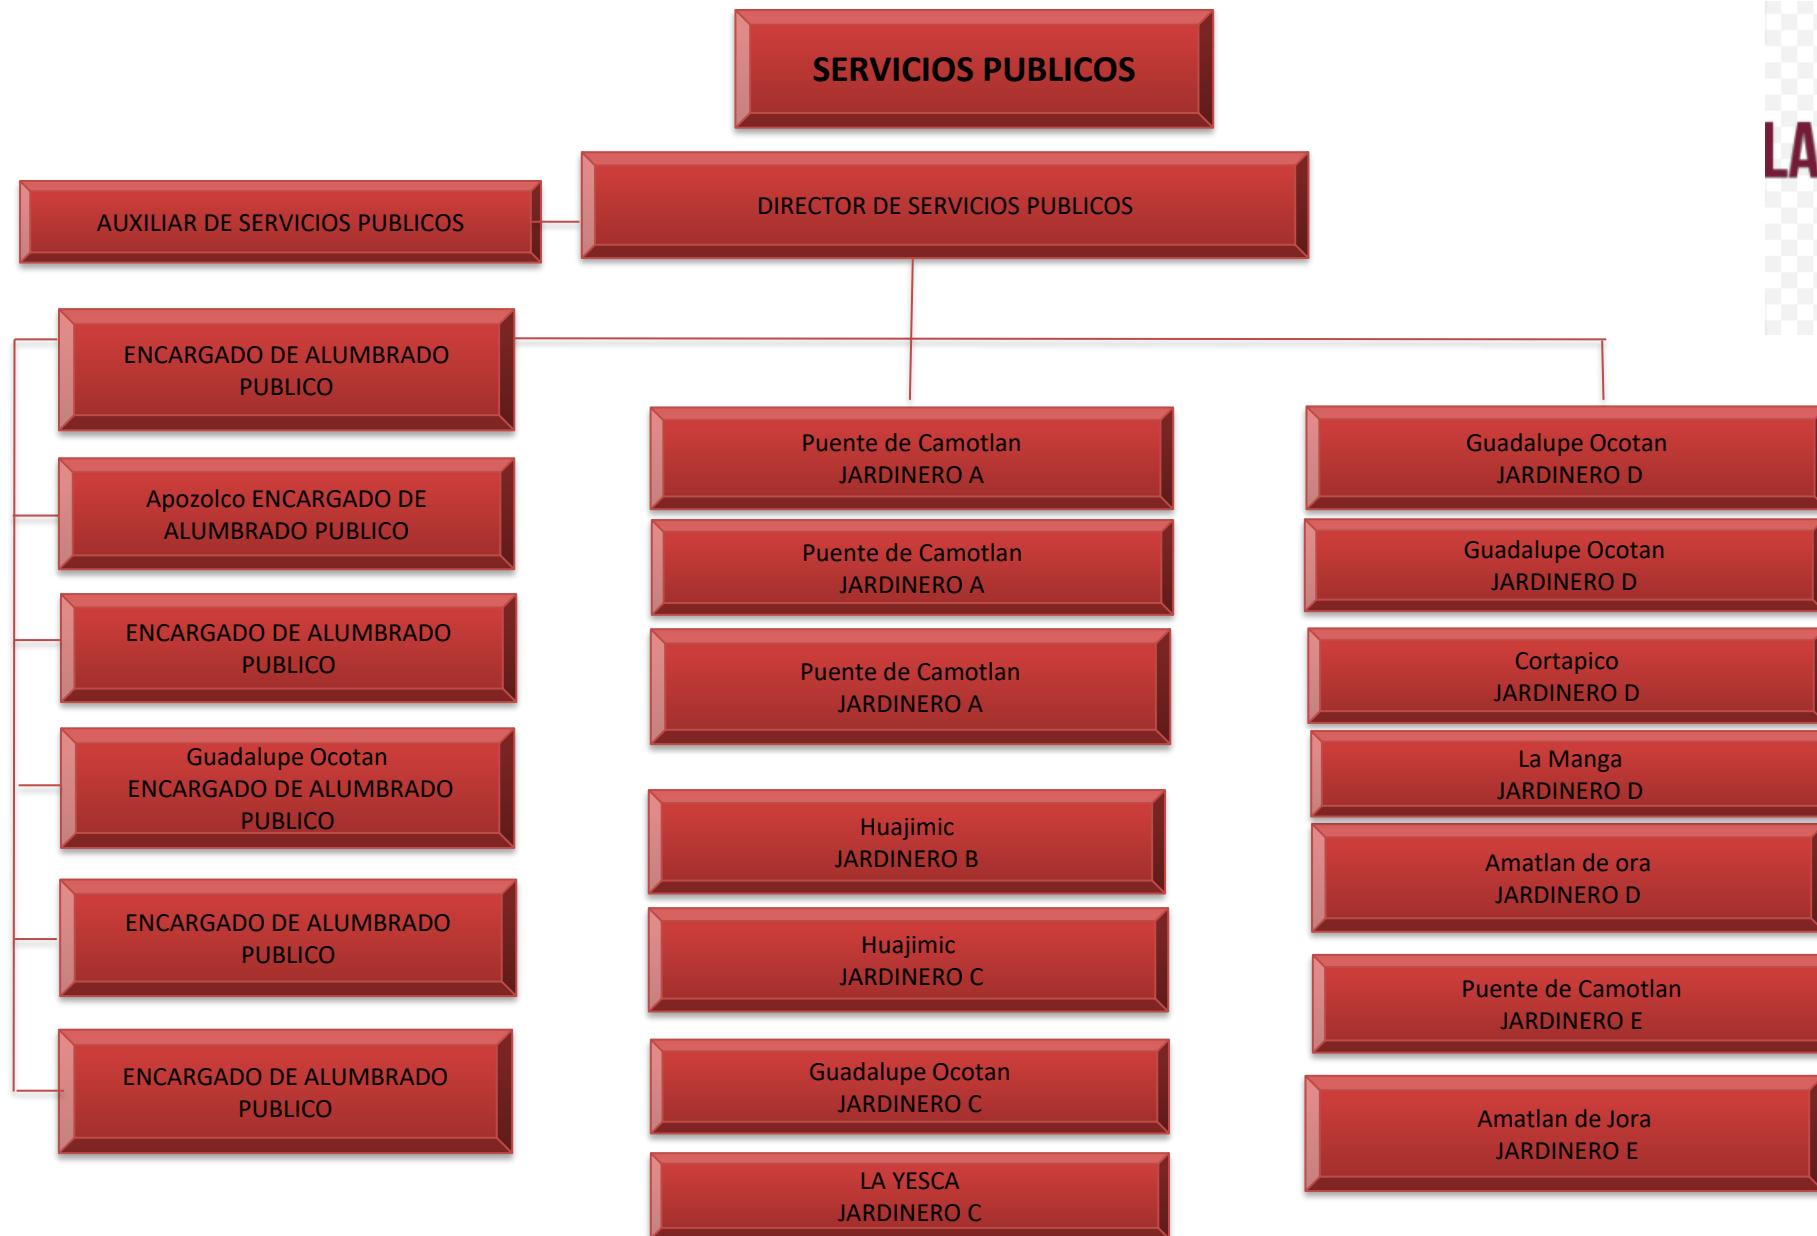 SERVICIOS PUBLICOS
LA
DIRECTOR DE SERVICIOS PUBLICOS
AUXILIAR DE SERVICIOS PUBLICOS
ENCARGADO DE ALUMBRADO
PUBLICO
Apozolco ENCARGADO DE
ALUMBRADO PUBLICO
ENCARGADO DE ALUMBRADO
PUBLICO
Guadalupe Ocotan
ENCARGADO DE ALUMBRADO
PUBLICO
ENCARGADO DE ALUMBRADO
PUBLICO
ENCARGADO DE ALUMBRADO
PUBLICO
Puente de Camotlan
JARDINERO A
Puente de Camotlan
JARDINERO A
Puente de Camotlan
JARDINERO A
Huajimic
JARDINERO B
Huajimic
JARDINERO C
Guadalupe Ocotan
JARDINERO C
LA YESCA
JARDINERO C
Guadalupe Ocotan
JARDINERO D
Guadalupe Ocotan
JARDINERO D
Cortapico
JARDINERO D
La Manga
JARDINERO D
Amatlan de ora
JARDINERO D
Puente de Camotlan
JARDINERO E
Amatlan de Jora
JARDINERO E